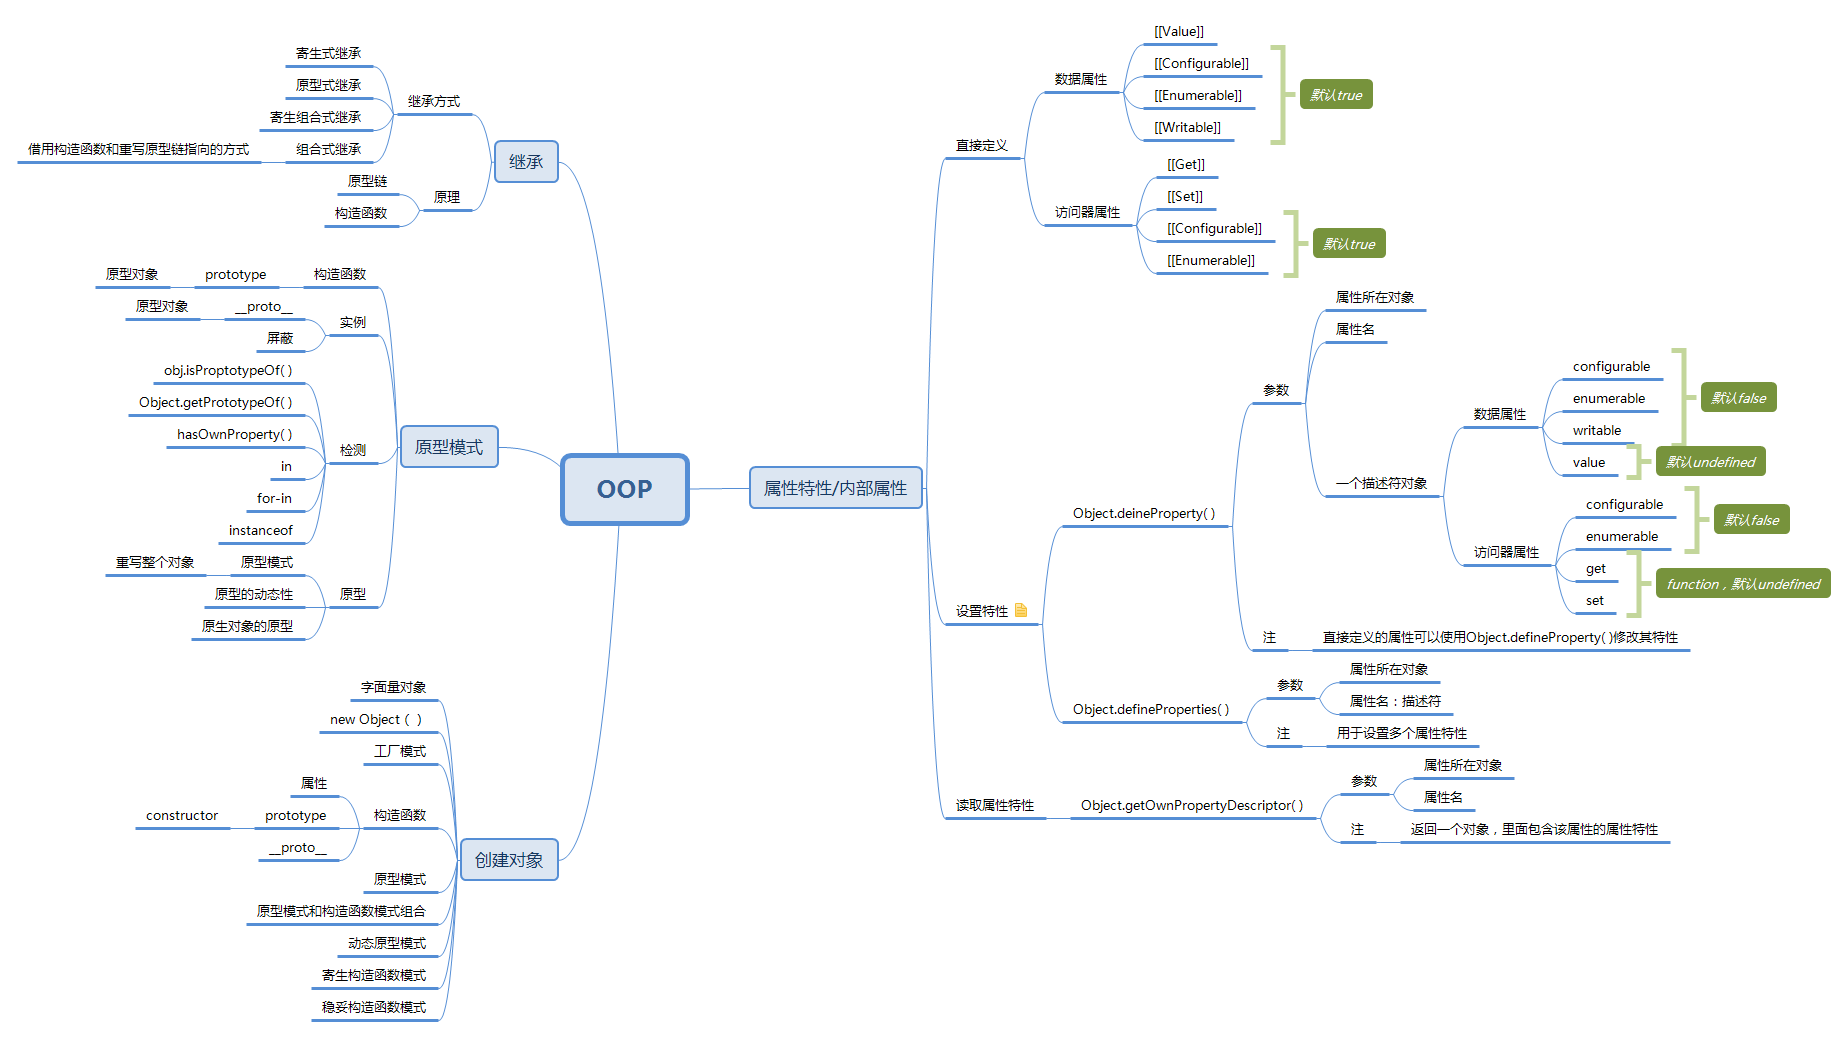 OOP
继承
继承方式
寄生式继承
原型式继承
寄生组合式继承
组合式继承
借用构造函数和重写原型链指向的方式
原理
原型链
构造函数
原型模式
构造函数
prototype
原型对象
实例
__proto__
原型对象
屏蔽
检测
obj.isProptotypeOf( )
Object.getPrototypeOf( )
hasOwnProperty( )
in
for-in
instanceof
原型
原型模式
重写整个对象
原型的动态性
原生对象的原型
创建对象
字面量对象
new Object（ ）
工厂模式
构造函数
属性
prototype
constructor
__proto__
原型模式
原型模式和构造函数模式组合
动态原型模式
寄生构造函数模式
稳妥构造函数模式
属性特性/内部属性
直接定义
数据属性
[[Value]]
[[Configurable]]
[[Enumerable]]
[[Writable]]
默认true
访问器属性
[[Get]]
[[Set]]
[[Configurable]]
[[Enumerable]]
默认true
设置特性
Object.deineProperty( )
参数
属性所在对象
属性名
一个描述符对象
数据属性
configurable
enumerable
writable
value
默认false
默认undefined
访问器属性
configurable
enumerable
get
set
默认false
function，默认undefined
注
直接定义的属性可以使用Object.defineProperty( )修改其特性
Object.defineProperties( )
参数
属性所在对象
属性名：描述符
注
用于设置多个属性特性
读取属性特性
Object.getOwnPropertyDescriptor( )
参数
属性所在对象
属性名
注
返回一个对象，里面包含该属性的属性特性